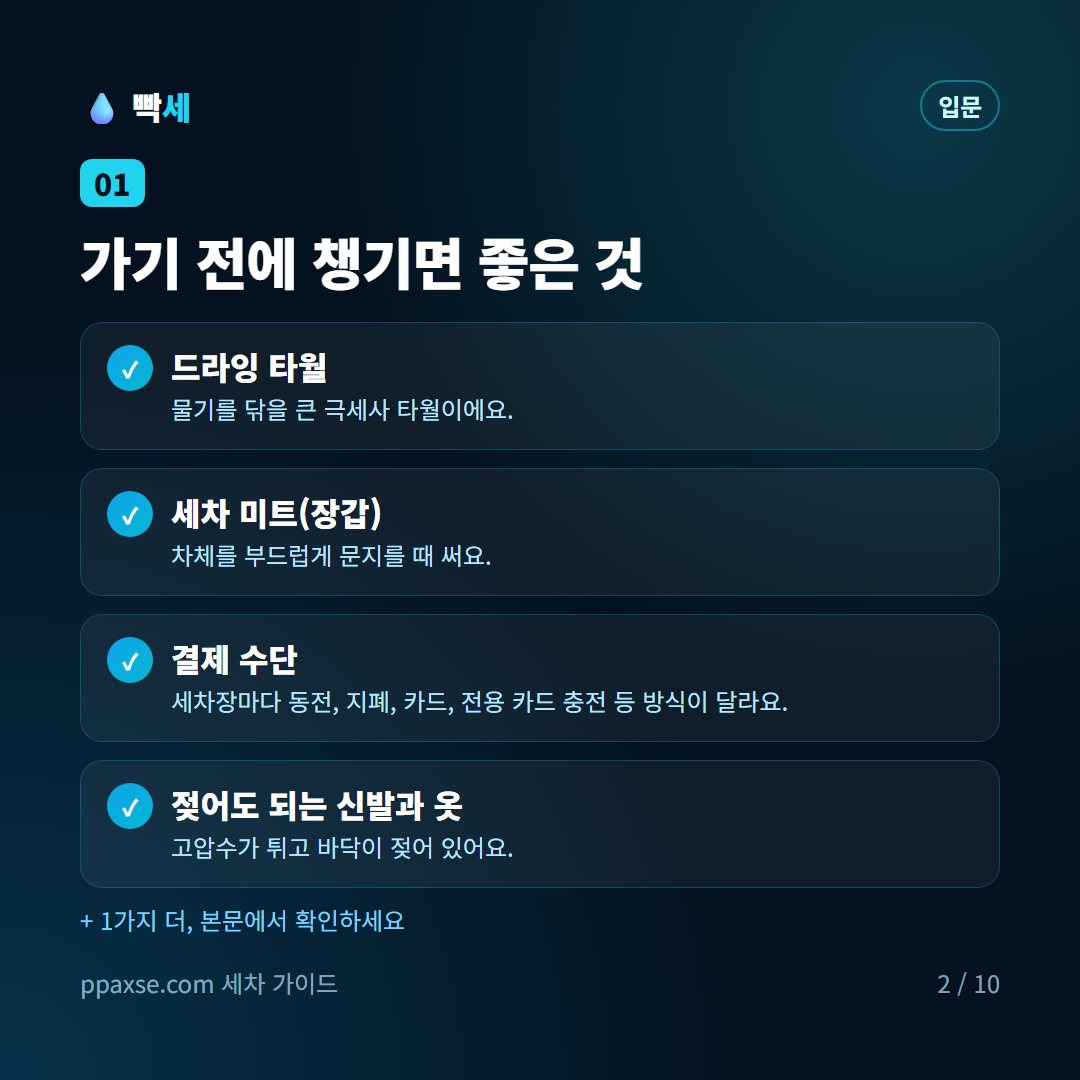 빡세
입문
01
가기 전에 챙기면 좋은 것
드라잉 타월
물기를 닦을 큰 극세사 타월이에요.
세차 미트(장갑)
차체를 부드럽게 문지를 때 써요.
결제 수단
세차장마다 동전, 지폐, 카드, 전용 카드 충전 등 방식이 달라요.
젖어도 되는 신발과 옷
고압수가 튀고 바닥이 젖어 있어요.
+ 1가지 더, 본문에서 확인하세요
ppaxse.com 세차 가이드
2 / 10